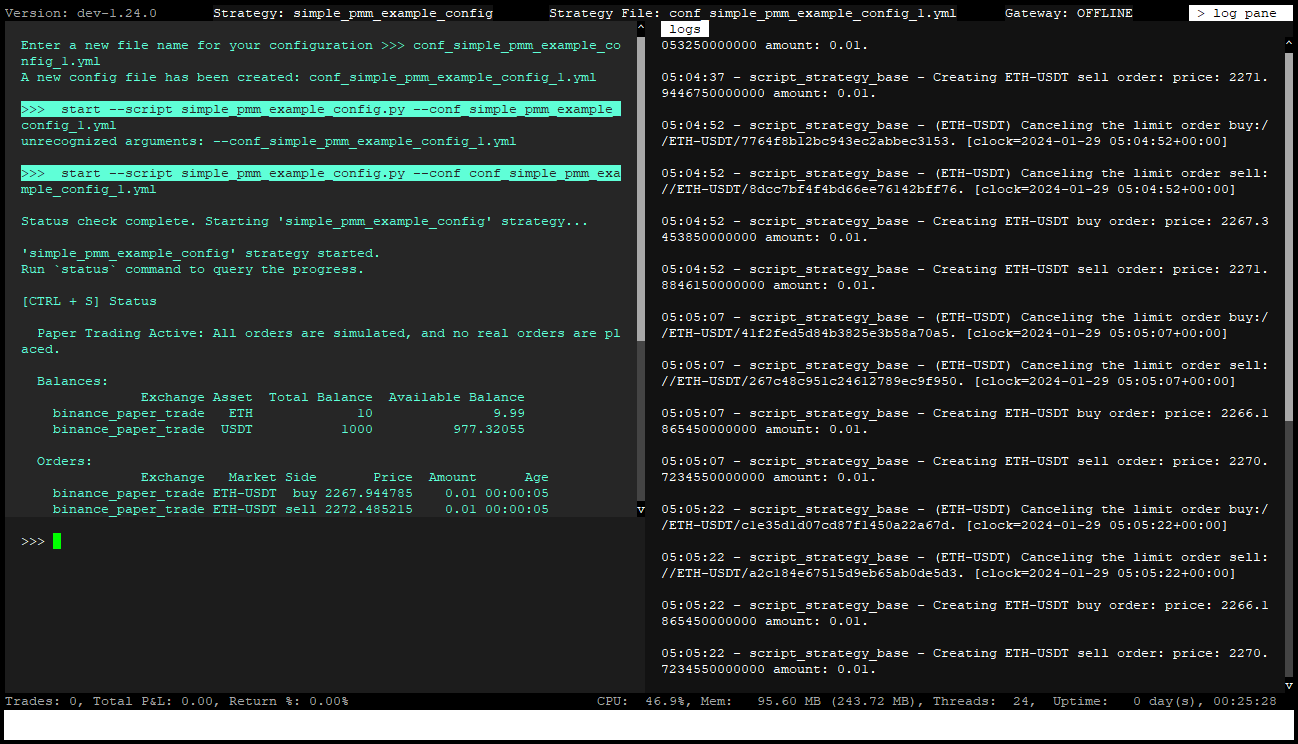 Version: dev-1.24.0 Strategy: simple_pmm_example_config Strategy File: conf_simple_pmm_example_config_1.yml Gateway: OFFLINE > log pane
Enter a new file name for your configuration >>> conf_simple_pmm_example_co
nfig_1.yml
A new config file has been created: conf_simple_pmm_example_config_1.yml
>>>  start --script simple_pmm_example_config.py --conf_simple_pmm_example_
config_1.yml
unrecognized arguments: --conf_simple_pmm_example_config_1.yml
>>>  start --script simple_pmm_example_config.py --conf conf_simple_pmm_exa
mple_config_1.yml
Status check complete. Starting 'simple_pmm_example_config' strategy...
'simple_pmm_example_config' strategy started.
Run `status` command to query the progress.
[CTRL + S] Status
Paper Trading Active: All orders are simulated, and no real orders are pl
aced.
Balances:
Exchange Asset  Total Balance  Available Balance
binance_paper_trade   ETH             10               9.99
binance_paper_trade  USDT           1000          977.32055
Orders:
Exchange   Market Side       Price  Amount      Age
binance_paper_trade ETH-USDT  buy 2267.944785    0.01 00:00:05
binance_paper_trade ETH-USDT sell 2272.485215    0.01 00:00:05
>>>
logs
053250000000 amount: 0.01.
05:04:37 - script_strategy_base - Creating ETH-USDT sell order: price: 2271.
9446750000000 amount: 0.01.
05:04:52 - script_strategy_base - (ETH-USDT) Canceling the limit order buy:/
/ETH-USDT/7764f8b12bc943ec2abbec3153. [clock=2024-01-29 05:04:52+00:00]
05:04:52 - script_strategy_base - (ETH-USDT) Canceling the limit order sell:
//ETH-USDT/8dcc7bf4f4bd66ee76142bff76. [clock=2024-01-29 05:04:52+00:00]
05:04:52 - script_strategy_base - Creating ETH-USDT buy order: price: 2267.3
453850000000 amount: 0.01.
05:04:52 - script_strategy_base - Creating ETH-USDT sell order: price: 2271.
8846150000000 amount: 0.01.
05:05:07 - script_strategy_base - (ETH-USDT) Canceling the limit order buy:/
/ETH-USDT/41f2fed5d84b3825e3b58a70a5. [clock=2024-01-29 05:05:07+00:00]
05:05:07 - script_strategy_base - (ETH-USDT) Canceling the limit order sell:
//ETH-USDT/267c48c951c24612789ec9f950. [clock=2024-01-29 05:05:07+00:00]
05:05:07 - script_strategy_base - Creating ETH-USDT buy order: price: 2266.1
865450000000 amount: 0.01.
05:05:07 - script_strategy_base - Creating ETH-USDT sell order: price: 2270.
7234550000000 amount: 0.01.
05:05:22 - script_strategy_base - (ETH-USDT) Canceling the limit order buy:/
/ETH-USDT/c1e35d1d07cd87f1450a22a67d. [clock=2024-01-29 05:05:22+00:00]
05:05:22 - script_strategy_base - (ETH-USDT) Canceling the limit order sell:
//ETH-USDT/a2c184e67515d9eb65ab0de5d3. [clock=2024-01-29 05:05:22+00:00]
05:05:22 - script_strategy_base - Creating ETH-USDT buy order: price: 2266.1
865450000000 amount: 0.01.
05:05:22 - script_strategy_base - Creating ETH-USDT sell order: price: 2270.
7234550000000 amount: 0.01.
Trades: 0, Total P&L: 0.00, Return %: 0.00% CPU:  46.9%, Mem:   95.60 MB (243.72 MB), Threads:  24,  Uptime:   0 day(s), 00:25:28